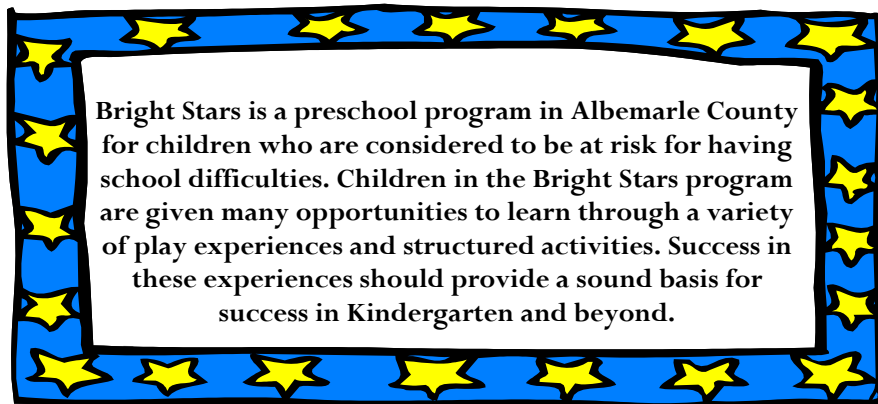 Bright Stars is a preschool program in Albemarle County
for children who are considered to be at risk for having
school difficulties. Children in the Bright Stars program
are given many opportunities to learn through a variety
of play experiences and structured activities. Success in
these experiences should provide a sound basis for
success in Kindergarten and beyond.